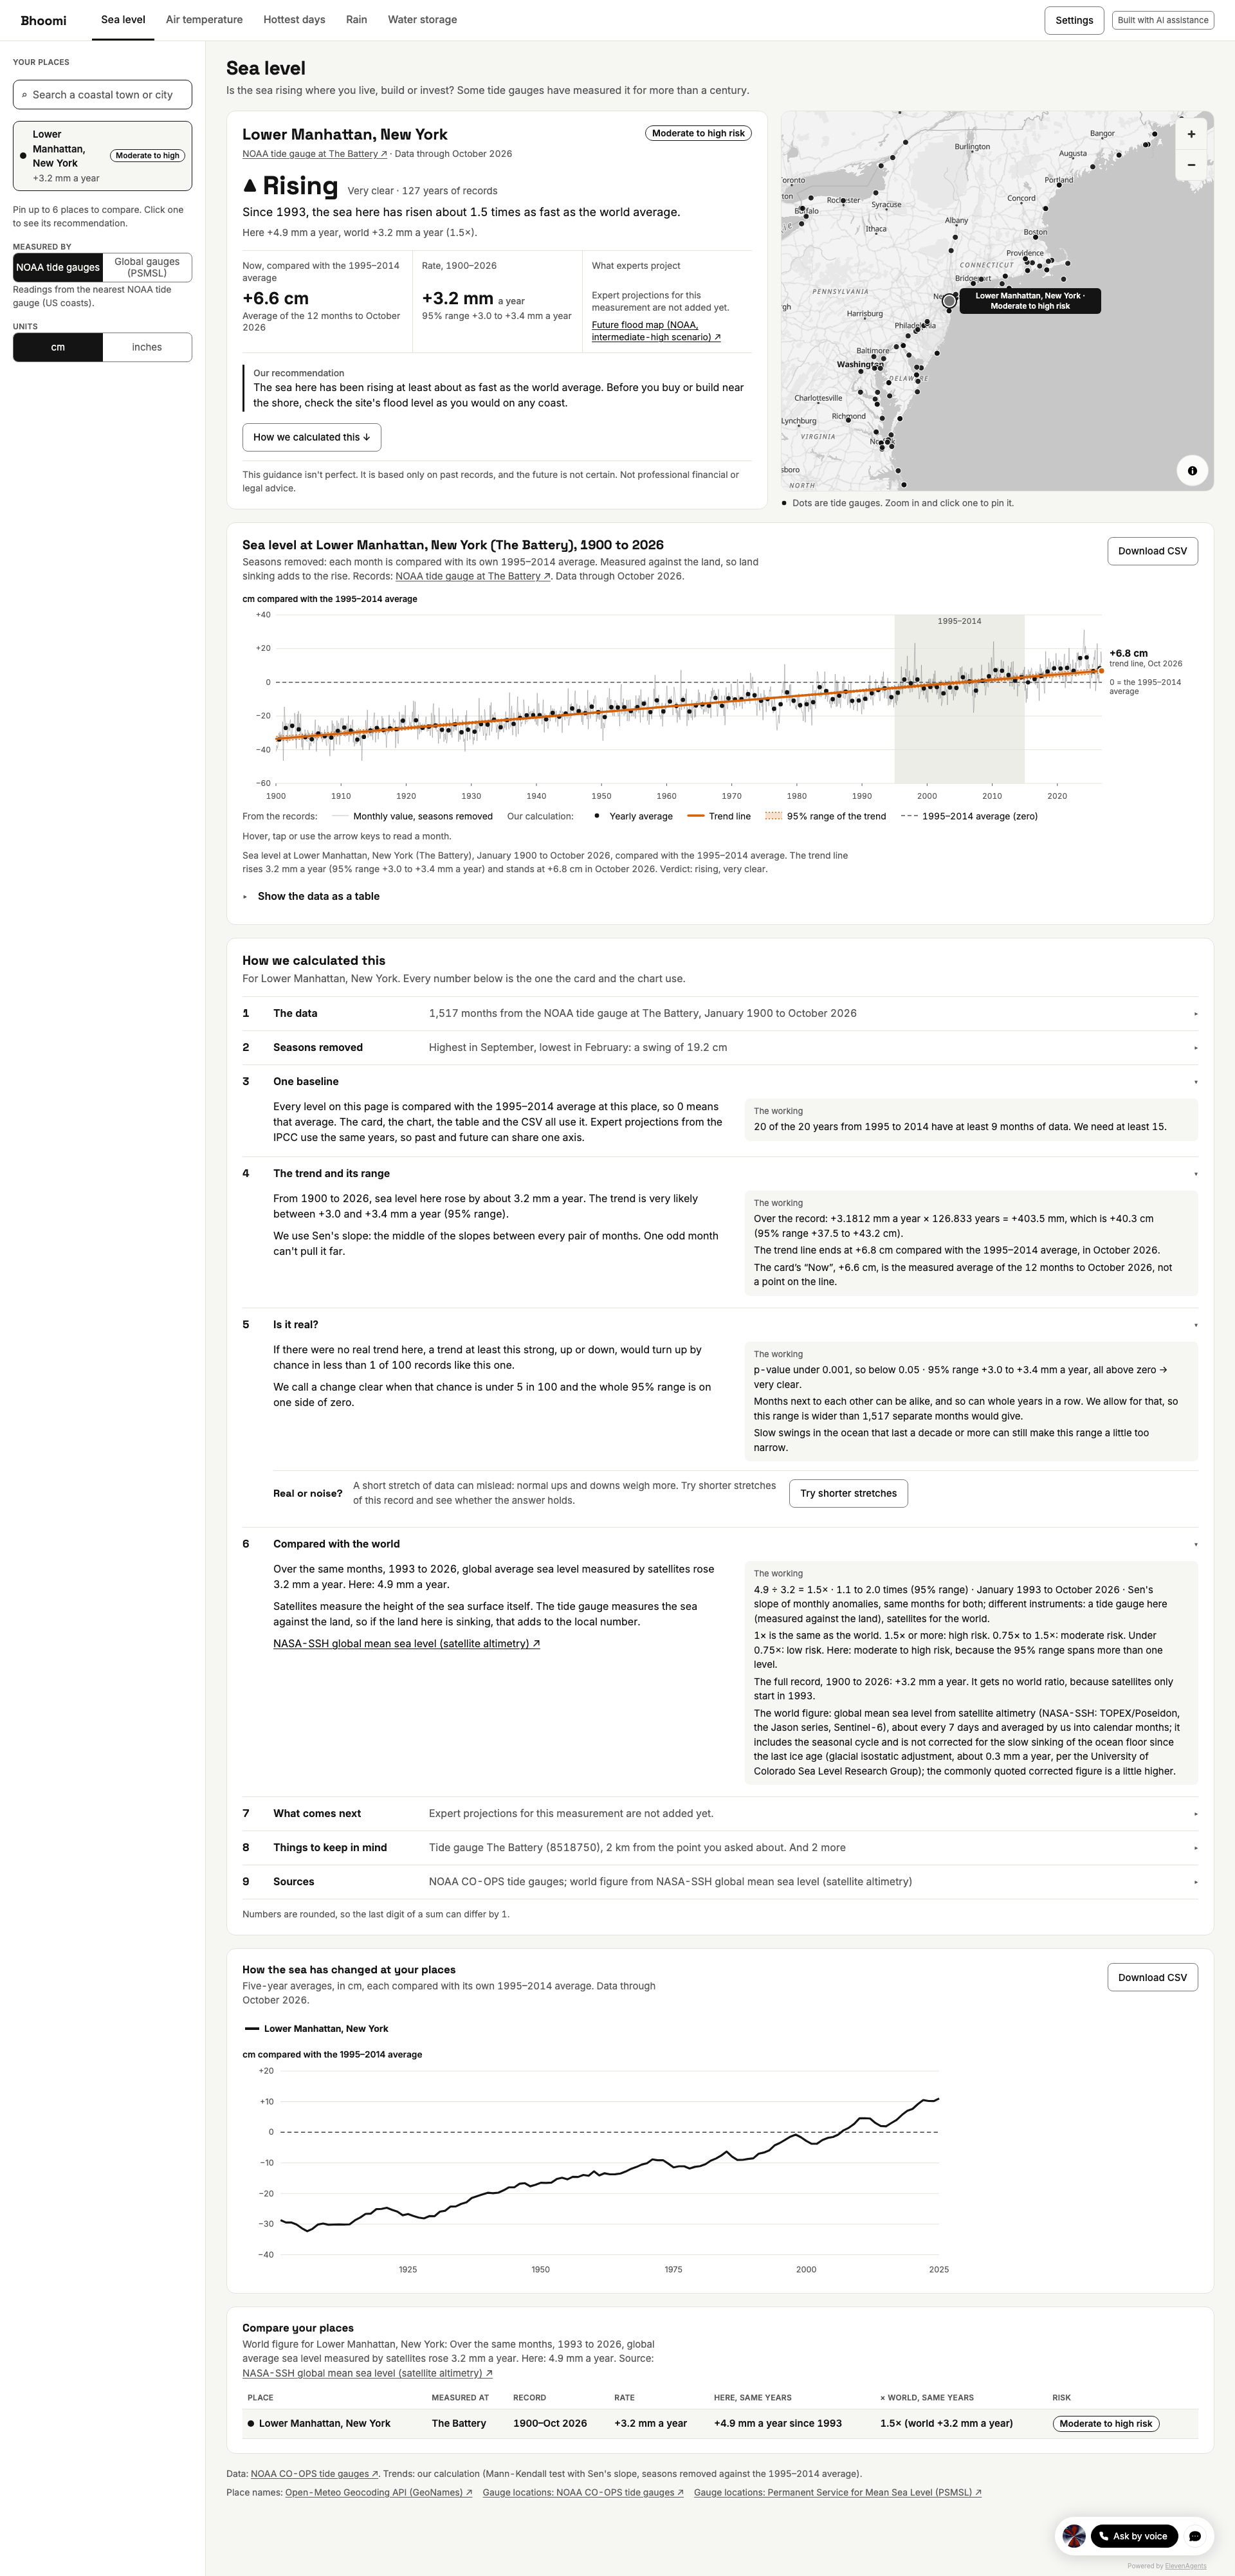 Bhoomi
Sea level
Air temperature
Hottest days
Rain
Water storage
Settings
Built with AI assistance
YOUR PLACES
Search a coastal town or city
Lower
Manhattan,
New York
+3.2 mm a year
Moderate to high
Pin up to 6 places to compare. Click one
to see its recommendation.
MEASURED BY
NOAA tide gauges
Global gauges
(PSMSL)
Readings from the nearest NOAA tide
gauge (US coasts).
UNITS
cm
inches
Sea level
Is the sea rising where you live, build or invest? Some tide gauges have measured it for more than a century.
Lower Manhattan, New York
Moderate to high risk
NOAA tide gauge at The Battery ↗ · Data through October 2026
▲ Rising Very clear · 127 years of records
Since 1993, the sea here has risen about 1.5 times as fast as the world average.
Here +4.9 mm a year, world +3.2 mm a year (1.5×).
Now, compared with the 1995–2014
average
+6.6 cm
Average of the 12 months to October
2026
Rate, 1900–2026
+3.2 mm a year
95% range +3.0 to +3.4 mm a year
What experts project
Expert projections for this
measurement are not added yet.
Future flood map (NOAA,
intermediate-high scenario) ↗
Our recommendation
The sea here has been rising at least about as fast as the world average. Before you buy or build near
the shore, check the site's flood level as you would on any coast.
How we calculated this ↓
This guidance isn't perfect. It is based only on past records, and the future is not certain. Not professional financial or
legal advice.
Bangor
Burlington
Augusta
Portland
Rochester
Syracuse
Concord
Buffalo
Albany
Ithaca
Boston
Providence
CONNECTICUT
Bridgeport
PENNSYLVANIA
Lower Manhattan, New York ·
Moderate to high risk
Harrisburg
Philadelphia
Baltimore
Washington
DELAWARE
Charlottesville
Richmond
Lynchburg
VIRGINIA
NORTH
+
−
Dots are tide gauges. Zoom in and click one to pin it.
Sea level at Lower Manhattan, New York (The Battery), 1900 to 2026
Download CSV
Seasons removed: each month is compared with its own 1995–2014 average. Measured against the land, so land
sinking adds to the rise. Records: NOAA tide gauge at The Battery ↗. Data through October 2026.
cm compared with the 1995–2014 average
+40
+20
0
−20
−40
−60
1995–2014
+6.8 cm
trend line, Oct 2026
0 = the 1995–2014
average
1900 1910 1920 1930 1940 1950 1960 1970 1980 1990 2000 2010 2020
From the records: Monthly value, seasons removed Our calculation: Yearly average Trend line 95% range of the trend 1995–2014 average (zero)
Hover, tap or use the arrow keys to read a month.
Sea level at Lower Manhattan, New York (The Battery), January 1900 to October 2026, compared with the 1995–2014 average. The trend line
rises 3.2 mm a year (95% range +3.0 to +3.4 mm a year) and stands at +6.8 cm in October 2026. Verdict: rising, very clear.
Show the data as a table
How we calculated this
For Lower Manhattan, New York. Every number below is the one the card and the chart use.
1 The data 1,517 months from the NOAA tide gauge at The Battery, January 1900 to October 2026
2 Seasons removed Highest in September, lowest in February: a swing of 19.2 cm
3 One baseline
Every level on this page is compared with the 1995–2014 average at this place, so 0 means
that average. The card, the chart, the table and the CSV all use it. Expert projections from the
IPCC use the same years, so past and future can share one axis.
The working
20 of the 20 years from 1995 to 2014 have at least 9 months of data. We need at least 15.
4 The trend and its range
From 1900 to 2026, sea level here rose by about 3.2 mm a year. The trend is very likely
between +3.0 and +3.4 mm a year (95% range).
We use Sen's slope: the middle of the slopes between every pair of months. One odd month
can't pull it far.
The working
Over the record: +3.1812 mm a year × 126.833 years = +403.5 mm, which is +40.3 cm
(95% range +37.5 to +43.2 cm).
The trend line ends at +6.8 cm compared with the 1995–2014 average, in October 2026.
The card's “Now”, +6.6 cm, is the measured average of the 12 months to October 2026, not
a point on the line.
5 Is it real?
If there were no real trend here, a trend at least this strong, up or down, would turn up by
chance in less than 1 of 100 records like this one.
We call a change clear when that chance is under 5 in 100 and the whole 95% range is on
one side of zero.
The working
p-value under 0.001, so below 0.05 · 95% range +3.0 to +3.4 mm a year, all above zero →
very clear.
Months next to each other can be alike, and so can whole years in a row. We allow for that, so
this range is wider than 1,517 separate months would give.
Slow swings in the ocean that last a decade or more can still make this range a little too
narrow.
Real or noise?
A short stretch of data can mislead: normal ups and downs weigh more. Try shorter stretches
of this record and see whether the answer holds.
Try shorter stretches
6 Compared with the world
Over the same months, 1993 to 2026, global average sea level measured by satellites rose
3.2 mm a year. Here: 4.9 mm a year.
Satellites measure the height of the sea surface itself. The tide gauge measures the sea
against the land, so if the land here is sinking, that adds to the local number.
NASA-SSH global mean sea level (satellite altimetry) ↗
The working
4.9 ÷ 3.2 = 1.5× · 1.1 to 2.0 times (95% range) · January 1993 to October 2026 · Sen's
slope of monthly anomalies, same months for both; different instruments: a tide gauge here
(measured against the land), satellites for the world.
1× is the same as the world. 1.5× or more: high risk. 0.75× to 1.5×: moderate risk. Under
0.75×: low risk. Here: moderate to high risk, because the 95% range spans more than one
level.
The full record, 1900 to 2026: +3.2 mm a year. It gets no world ratio, because satellites only
start in 1993.
The world figure: global mean sea level from satellite altimetry (NASA-SSH: TOPEX/Poseidon,
the Jason series, Sentinel-6), about every 7 days and averaged by us into calendar months; it
includes the seasonal cycle and is not corrected for the slow sinking of the ocean floor since
the last ice age (glacial isostatic adjustment, about 0.3 mm a year, per the University of
Colorado Sea Level Research Group); the commonly quoted corrected figure is a little higher.
7 What comes next Expert projections for this measurement are not added yet.
8 Things to keep in mind Tide gauge The Battery (8518750), 2 km from the point you asked about. And 2 more
9 Sources NOAA CO-OPS tide gauges; world figure from NASA-SSH global mean sea level (satellite altimetry)
Numbers are rounded, so the last digit of a sum can differ by 1.
How the sea has changed at your places
Download CSV
Five-year averages, in cm, each compared with its own 1995–2014 average. Data through
October 2026.
Lower Manhattan, New York
cm compared with the 1995–2014 average
+20
+10
0
−10
−20
−30
−40
1925 1950 1975 2000 2025
Compare your places
World figure for Lower Manhattan, New York: Over the same months, 1993 to 2026, global
average sea level measured by satellites rose 3.2 mm a year. Here: 4.9 mm a year. Source:
NASA-SSH global mean sea level (satellite altimetry) ↗
PLACE MEASURED AT RECORD RATE HERE, SAME YEARS × WORLD, SAME YEARS RISK
Lower Manhattan, New York The Battery 1900–Oct 2026 +3.2 mm a year +4.9 mm a year since 1993 1.5× (world +3.2 mm a year) Moderate to high risk
Data: NOAA CO-OPS tide gauges ↗. Trends: our calculation (Mann-Kendall test with Sen's slope, seasons removed against the 1995–2014 average).
Place names: Open-Meteo Geocoding API (GeoNames) ↗ Gauge locations: NOAA CO-OPS tide gauges ↗ Gauge locations: Permanent Service for Mean Sea Level (PSMSL) ↗
Ask by voice
Powered by ElevenAgents